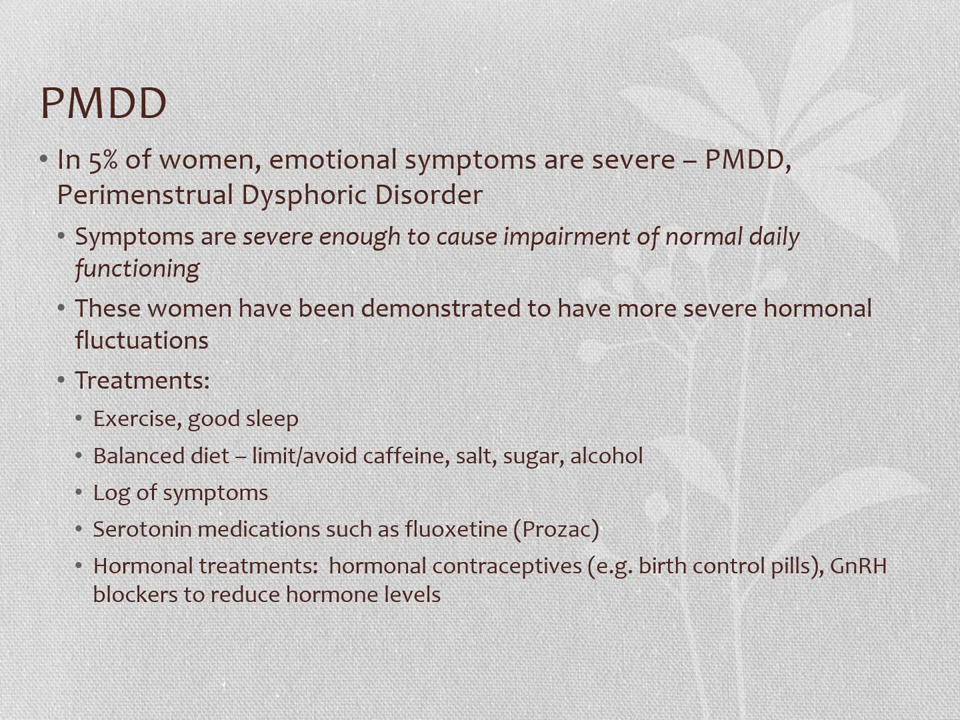 PMDD
• In 5% of women, emotional symptoms are severe – PMDD,
Perimenstrual Dysphoric Disorder
• Symptoms are severe enough to cause impairment of normal daily
functioning
• These women have been demonstrated to have more severe hormonal
fluctuations
• Treatments:
• Exercise, good sleep
• Balanced diet – limit/avoid caffeine, salt, sugar, alcohol
• Log of symptoms
• Serotonin medications such as fluoxetine (Prozac)
• Hormonal treatments:  hormonal contraceptives (e.g. birth control pills), GnRH
blockers to reduce hormone levels